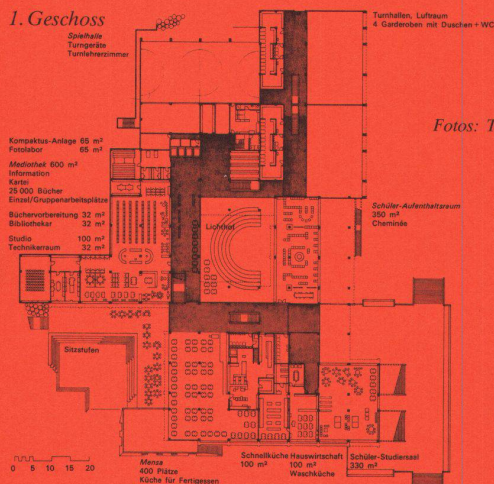 1. Geschoss
Spielhalle
Turngeräte
Turnlehrerzimmer
Turnhallen, Luftraum
4 Garderoben mit Duschen + WC
Fotos: T
Kompaktus-Anlage 65 m²
Fotolabor 65 m²
Mediothek 600 m²
Information
Kartei
25 000 Bücher
Einzel/Gruppenarbeitsplätze
Büchervorbereitung 32 m²
Bibliothekar 32 m²
Studio 100 m²
Technikerraum 32 m²
Lichthof
Schüler-Aufenthaltsraum
350 m²
Cheminée
Sitzstufen
0 5 10 15 20
Mensa
400 Plätze
Küche für Fertigessen
Schnellküche Hauswirtschaft
100 m² 100 m²
Waschküche
Schüler-Studiersaal
330 m²